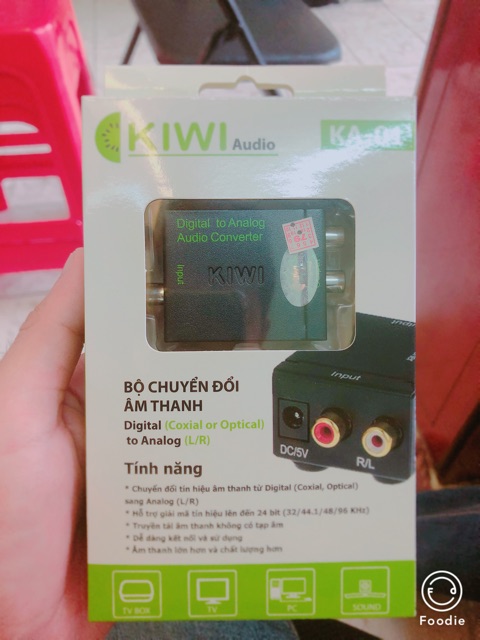 KIWI Audio
Digital to Analog
Audio Converter
Input
KIWI
BỘ CHUYỂN ĐỔI
ÂM THANH
Digital (Coxial or Optical)
to Analog (L/R)
Input
DC/5V
R/L
Tính năng
* Chuyển đổi tín hiệu âm thanh từ Digital (Coxial, Optical)
sang Analog (L/R)
* Hỗ trợ giải mã tín hiệu lên đến 24 bit (32/44.1/48/96 KHz)
* Truyền tải âm thanh không có tạp âm
* Dễ dàng kết nối và sử dụng
* Âm thanh lớn hơn và chất lượng hơn
TV BOX
TV
PC
SOUND
Foodie